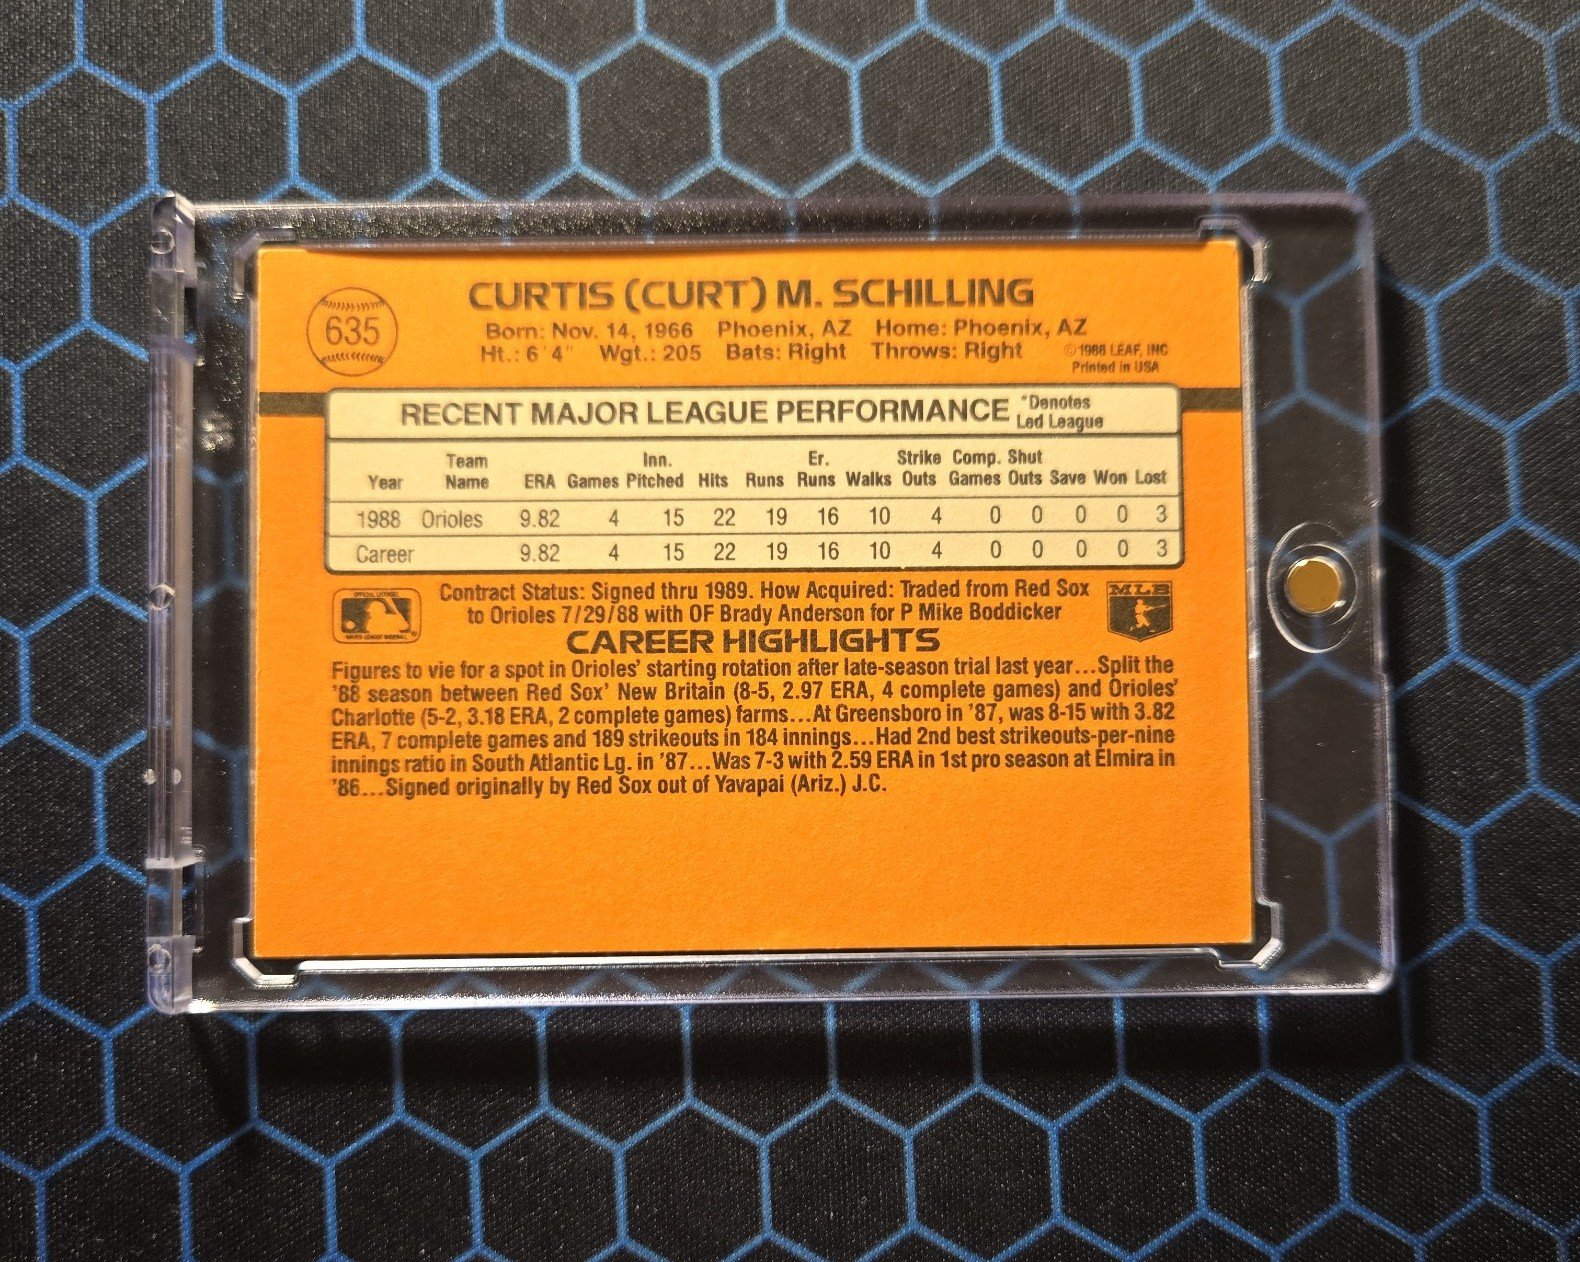 635
CURTIS (CURT) M. SCHILLING
Born: Nov. 14, 1966 Phoenix, AZ Home: Phoenix, AZ
Ht.: 6'4" Wgt.: 205 Bats: Right Throws: Right
© 1988 LEAF, INC
Printed in USA
RECENT MAJOR LEAGUE PERFORMANCE *Denotes Led League
Year Team Name ERA Games Inn. Pitched Hits Runs Er. Runs Walks Strike Outs Comp. Games Shut Outs Save Won Lost
1988 Orioles 9.82 4 15 22 19 16 10 4 0 0 0 0 3
Career 9.82 4 15 22 19 16 10 4 0 0 0 0 3
Contract Status: Signed thru 1989. How Acquired: Traded from Red Sox
to Orioles 7/29/88 with OF Brady Anderson for P Mike Boddicker
MLB
CAREER HIGHLIGHTS
Figures to vie for a spot in Orioles' starting rotation after late-season trial last year...Split the
'88 season between Red Sox' New Britain (8-5, 2.97 ERA, 4 complete games) and Orioles'
Charlotte (5-2, 3.18 ERA, 2 complete games) farms...At Greensboro in '87, was 8-15 with 3.82
ERA, 7 complete games and 189 strikeouts in 184 innings...Had 2nd best strikeouts-per-nine
innings ratio in South Atlantic Lg. in '87...Was 7-3 with 2.59 ERA in 1st pro season at Elmira in
'86...Signed originally by Red Sox out of Yavapai (Ariz.) J.C.